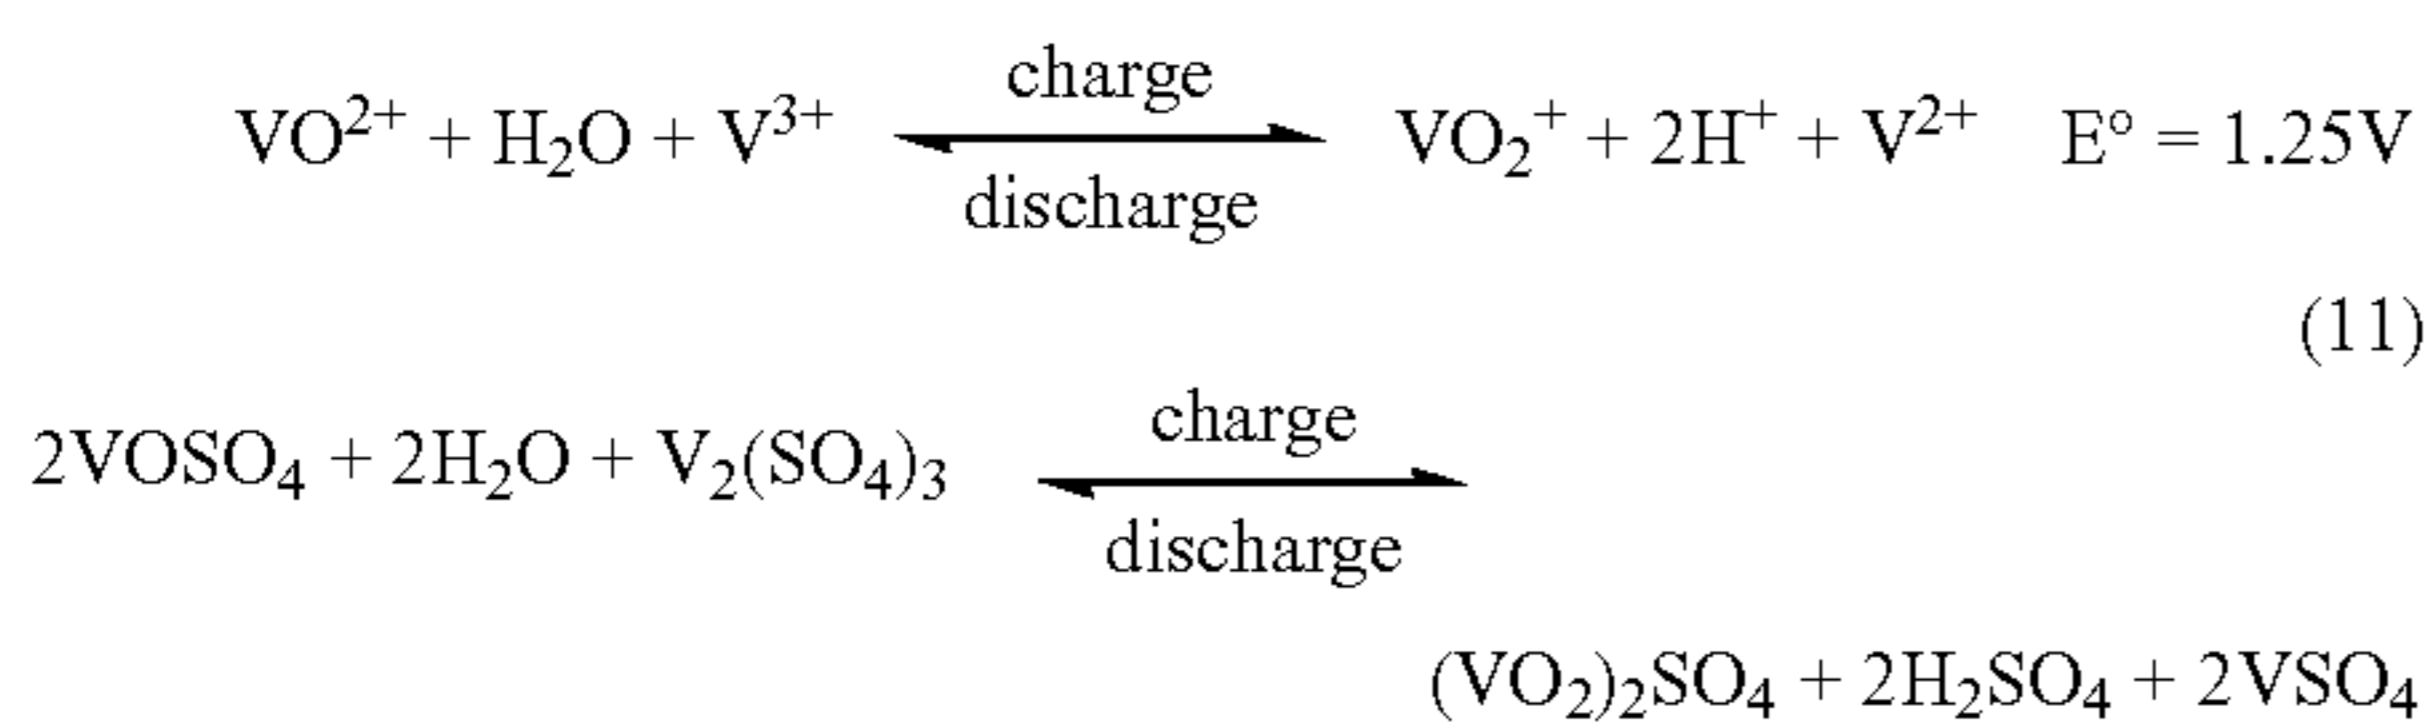 charge
VO²⁺ + H₂O + V³⁺ ⇌ VO₂⁺ + 2H⁺ + V²⁺ E° = 1.25V
discharge
(11)
charge
2VOSO₄ + 2H₂O + V₂(SO₄)₃ ⇌
discharge
(VO₂)₂SO₄ + 2H₂SO₄ + 2VSO₄